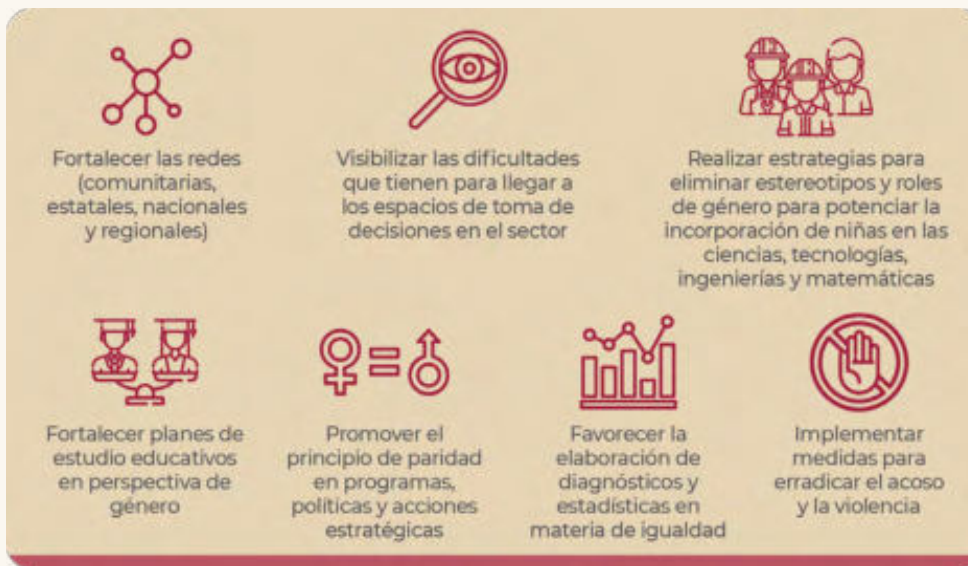 Fortalecer las redes
(comunitarias,
estatales, nacionales
y regionales)
Visibilizar las dificultades
que tienen para llegar a
los espacios de toma de
decisiones en el sector
Realizar estrategias para
eliminar estereotipos y roles
de género para potenciar la
incorporación de niñas en las
ciencias, tecnologías,
ingenierías y matemáticas
Fortalecer planes de
estudio educativos
en perspectiva de
género
Promover el
principio de paridad
en programas,
políticas y acciones
estratégicas
Favorecer la
elaboración de
diagnósticos y
estadísticas en
materia de igualdad
Implementar
medidas para
erradicar el acoso
y la violencia